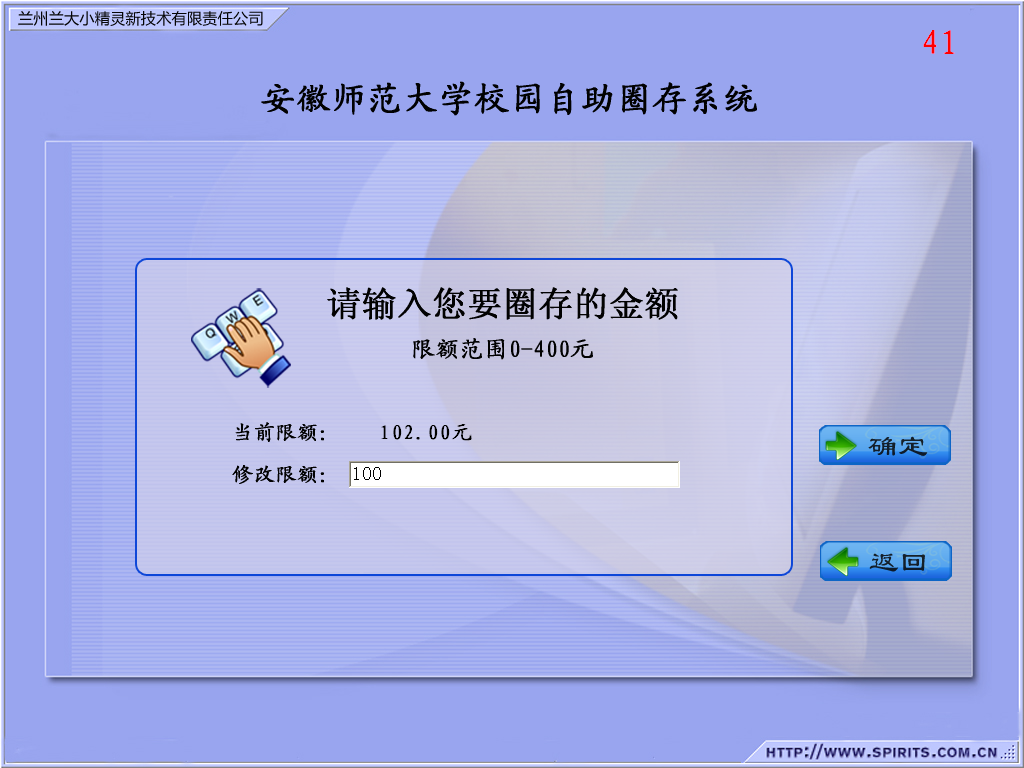 兰州兰大小精灵新技术有限责任公司
41
安徽师范大学校园自助圈存系统
Q W E
请输入您要圈存的金额
限额范围0-400元
当前限额： 102.00元
修改限额： 100
确定
返回
HTTP://WWW.SPIRITS.COM.CN